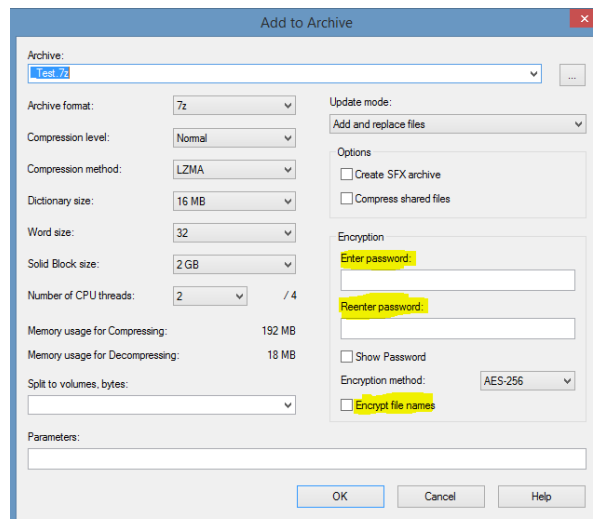 Add to Archive
Archive:
_Test.7z
...
Archive format:
7z
Compression level:
Normal
Compression method:
LZMA
Dictionary size:
16 MB
Word size:
32
Solid Block size:
2 GB
Number of CPU threads:
2
/ 4
Memory usage for Compressing:
192 MB
Memory usage for Decompressing:
18 MB
Split to volumes, bytes:
Update mode:
Add and replace files
Options
Create SFX archive
Compress shared files
Encryption
Enter password:
Reenter password:
Show Password
Encryption method:
AES-256
Encrypt file names
Parameters:
OK
Cancel
Help